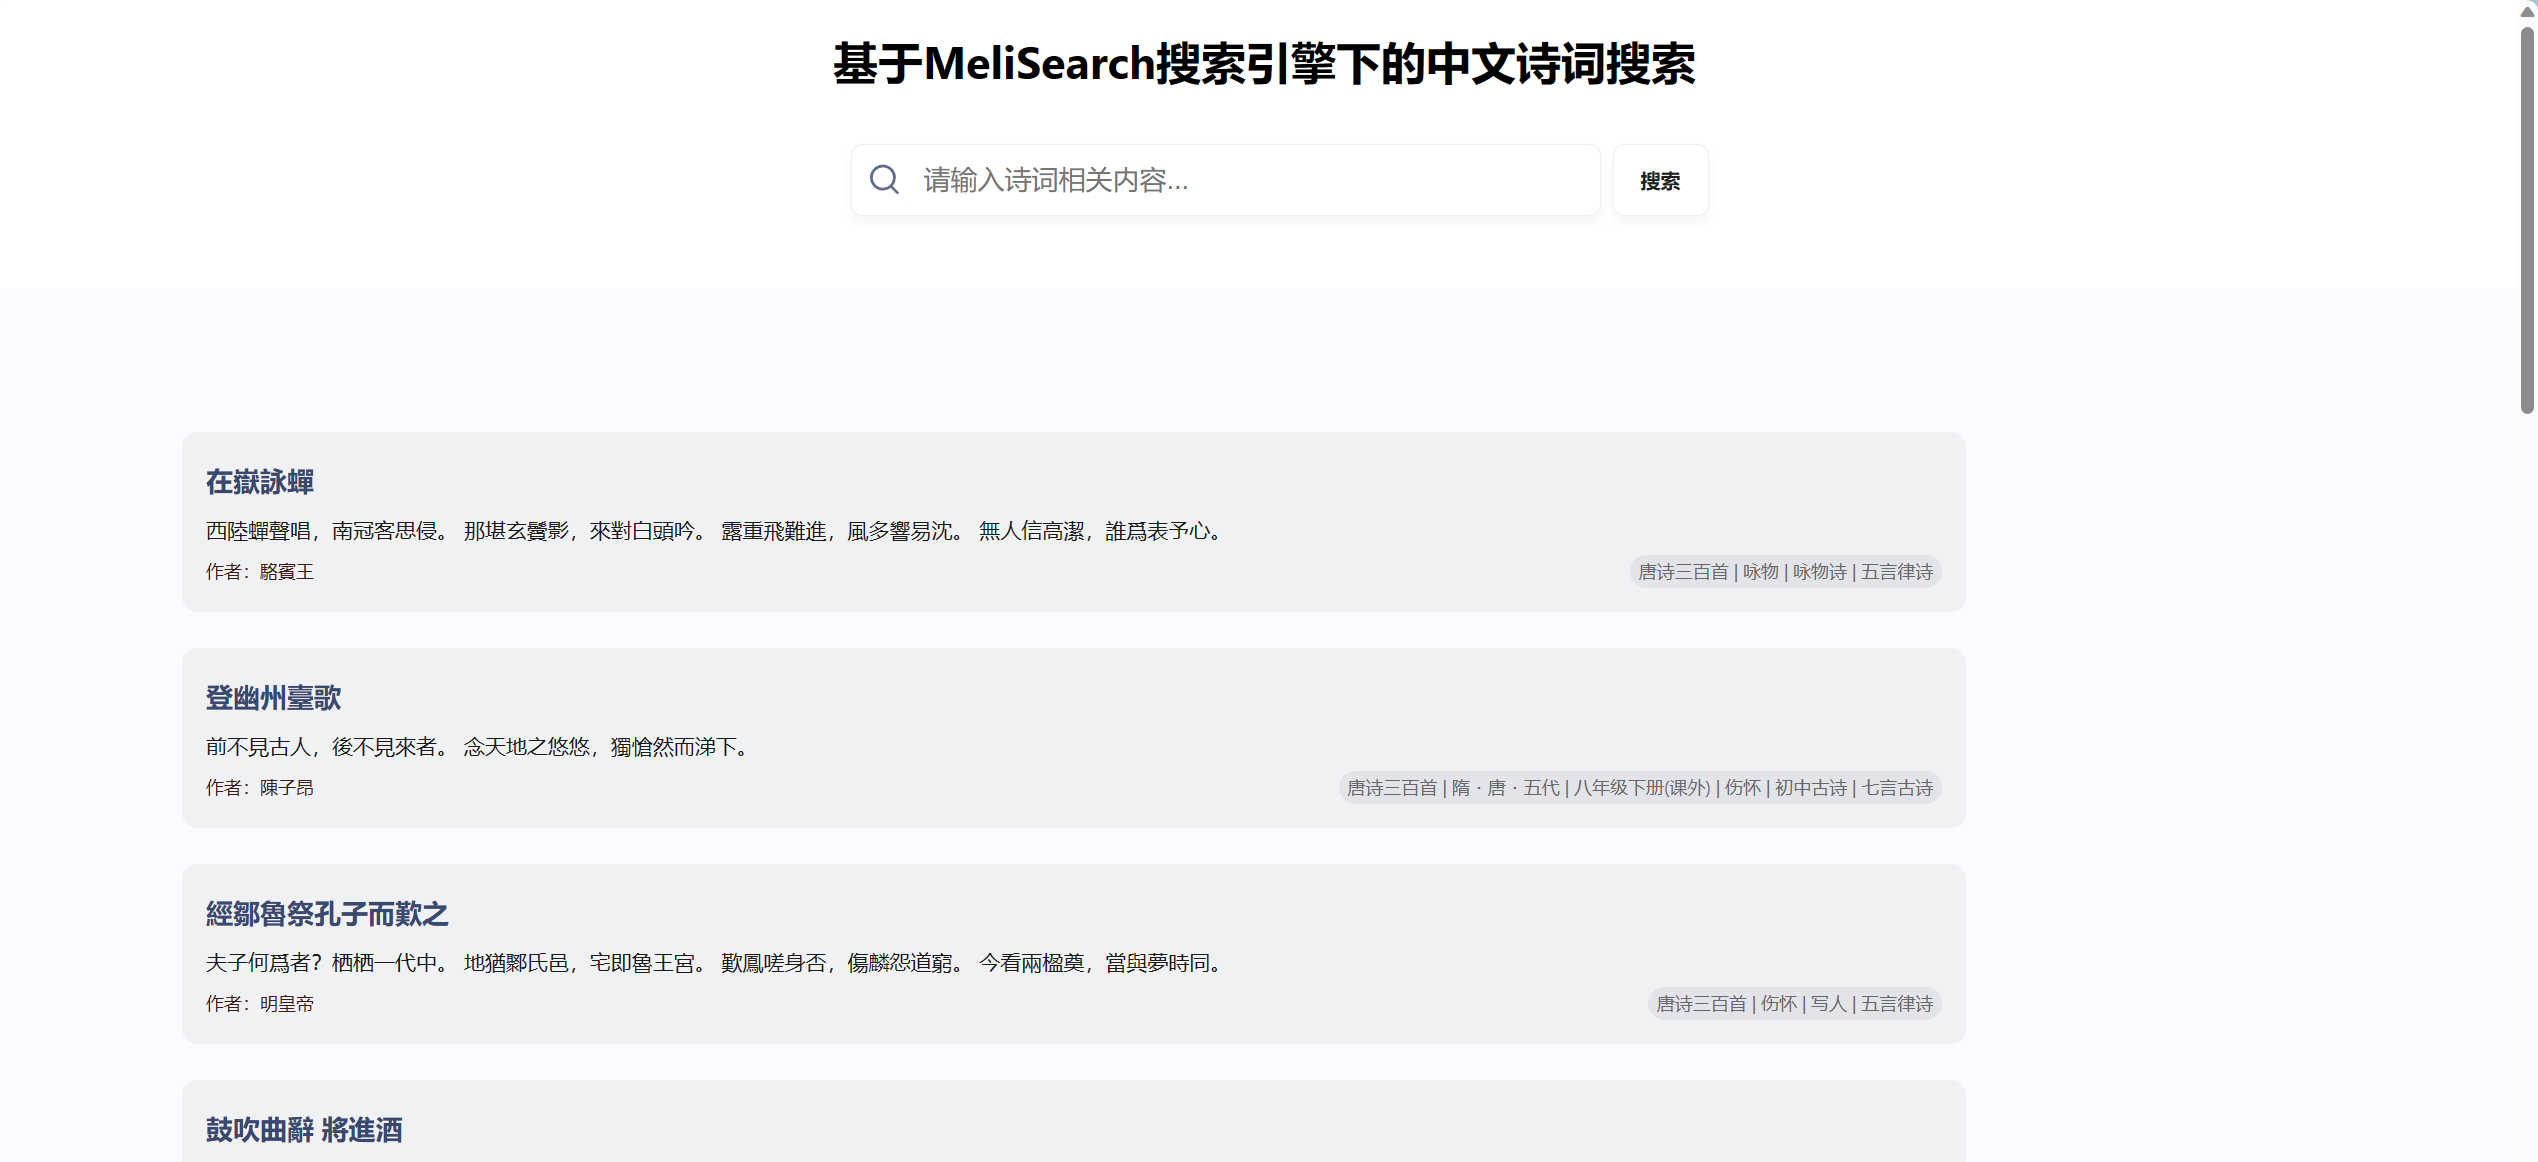 基于MeliSearch搜索引擎下的中文诗词搜索
请输入诗词相关内容...
搜索
在嶽詠蟬
西陸蟬聲唱，南冠客思侵。 那堪玄鬢影，來對白頭吟。 露重飛難進，風多響易沈。 無人信高潔，誰爲表予心。
作者：駱賓王
唐诗三百首 | 咏物 | 咏物诗 | 五言律诗
登幽州臺歌
前不見古人，後不見來者。 念天地之悠悠，獨愴然而涕下。
作者：陳子昂
唐诗三百首 | 隋 · 唐 · 五代 | 八年级下册(课外) | 伤怀 | 初中古诗 | 七言古诗
經鄒魯祭孔子而歎之
夫子何爲者？栖栖一代中。 地猶鄹氏邑，宅即魯王宮。 歎鳳嗟身否，傷麟怨道窮。 今看兩楹奠，當與夢時同。
作者：明皇帝
唐诗三百首 | 伤怀 | 写人 | 五言律诗
鼓吹曲辭 將進酒